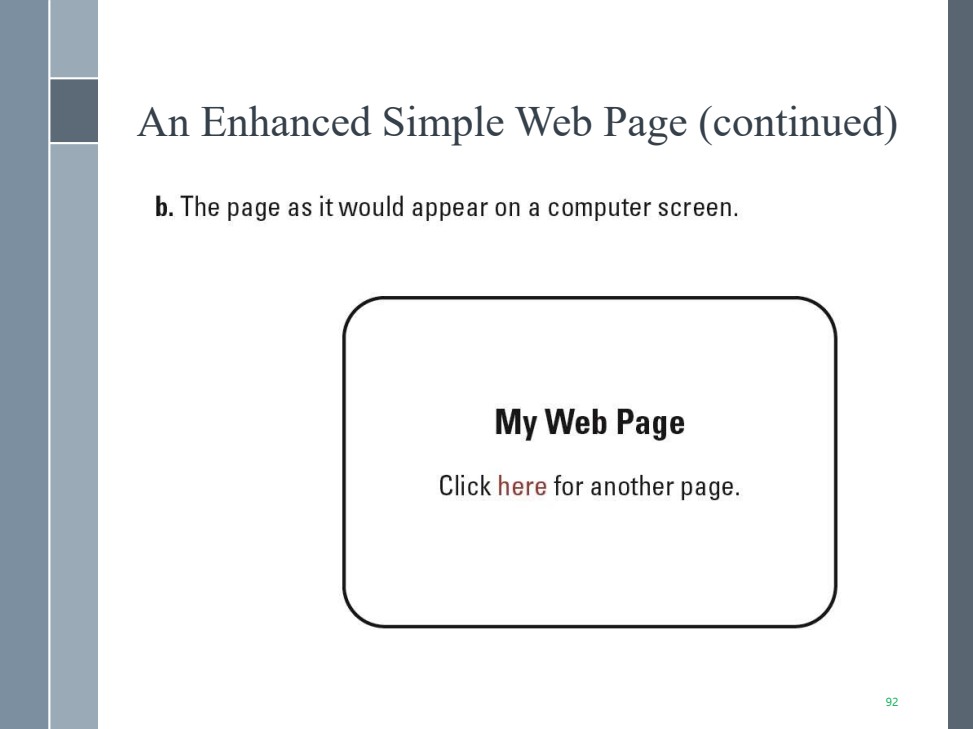 An Enhanced Simple Web Page (continued)
b. The page as it would appear on a computer screen.
My Web Page
Click here for another page.
92